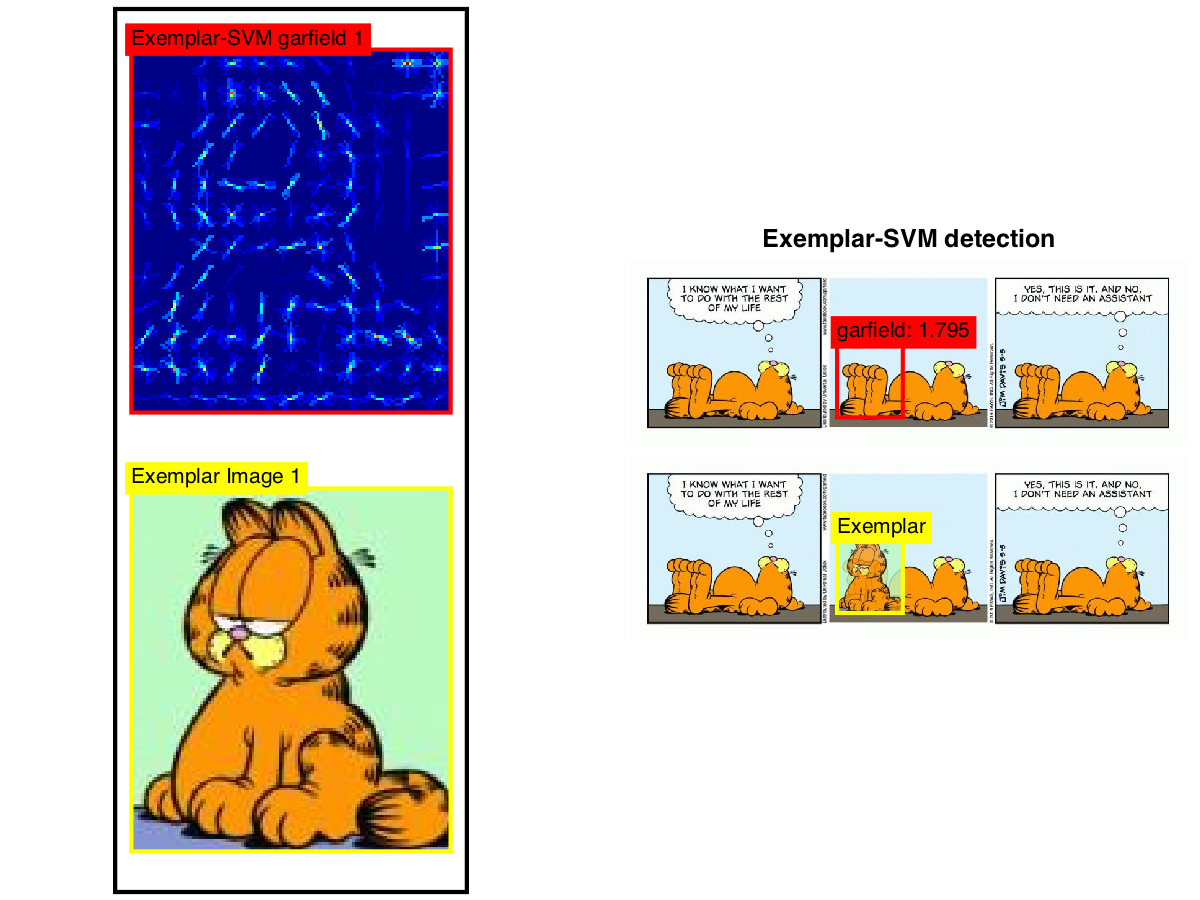 Exemplar-SVM garfield 1
Exemplar Image 1
Exemplar-SVM detection
I KNOW WHAT I WANT
TO DO WITH THE REST
OF MY LIFE
garfield: 1.795
YES, THIS IS IT. AND NO,
I DON'T NEED AN ASSISTANT
JIM DAVIS 5-5
I KNOW WHAT I WANT
TO DO WITH THE REST
OF MY LIFE
Exemplar
YES, THIS IS IT. AND NO,
I DON'T NEED AN ASSISTANT
JIM DAVIS 5-5